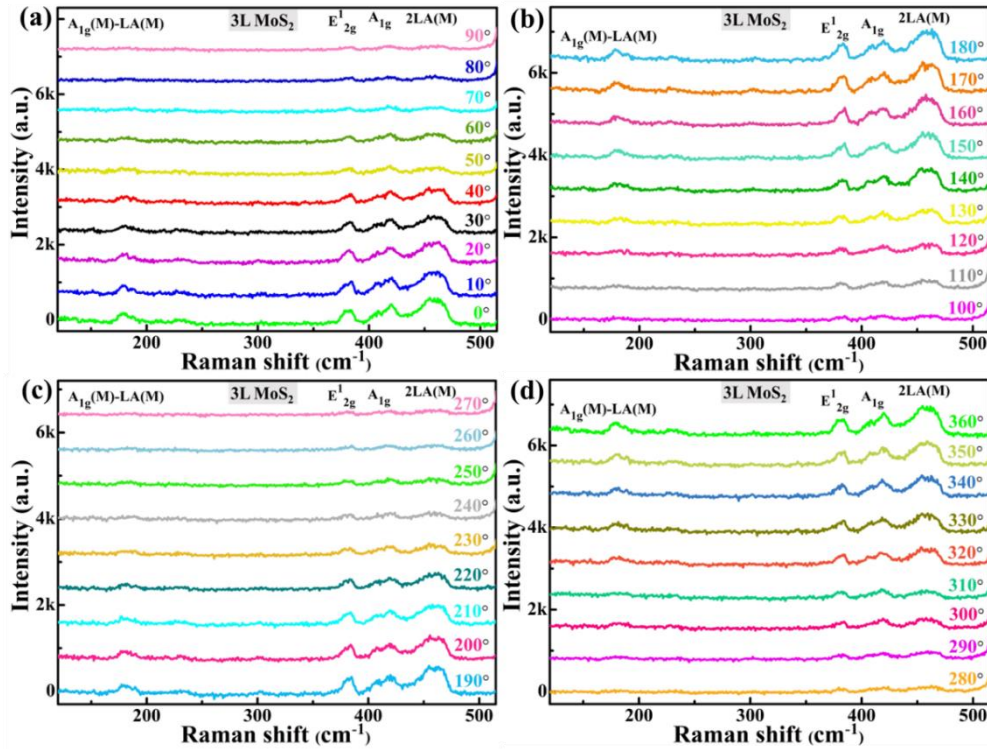 (a) A₁g(M)-LA(M) 3L MoS₂ E¹₂g A₁g 2LA(M)
90°
80°
70°
60°
50°
40°
30°
20°
10°
0°
6k
4k
2k
0
Intensity (a.u.)
200 300 400 500
Raman shift (cm⁻¹)
(b) A₁g(M)-LA(M) 3L MoS₂ E¹₂g A₁g 2LA(M)
180°
170°
160°
150°
140°
130°
120°
110°
100°
6k
4k
2k
0
Intensity (a.u.)
200 300 400 500
Raman shift (cm⁻¹)
(c) A₁g(M)-LA(M) 3L MoS₂ E¹₂g A₁g 2LA(M)
270°
260°
250°
240°
230°
220°
210°
200°
190°
6k
4k
2k
0
Intensity (a.u.)
200 300 400 500
Raman shift (cm⁻¹)
(d) A₁g(M)-LA(M) 3L MoS₂ E¹₂g A₁g 2LA(M)
360°
350°
340°
330°
320°
310°
300°
290°
280°
6k
4k
2k
0
Intensity (a.u.)
200 300 400 500
Raman shift (cm⁻¹)